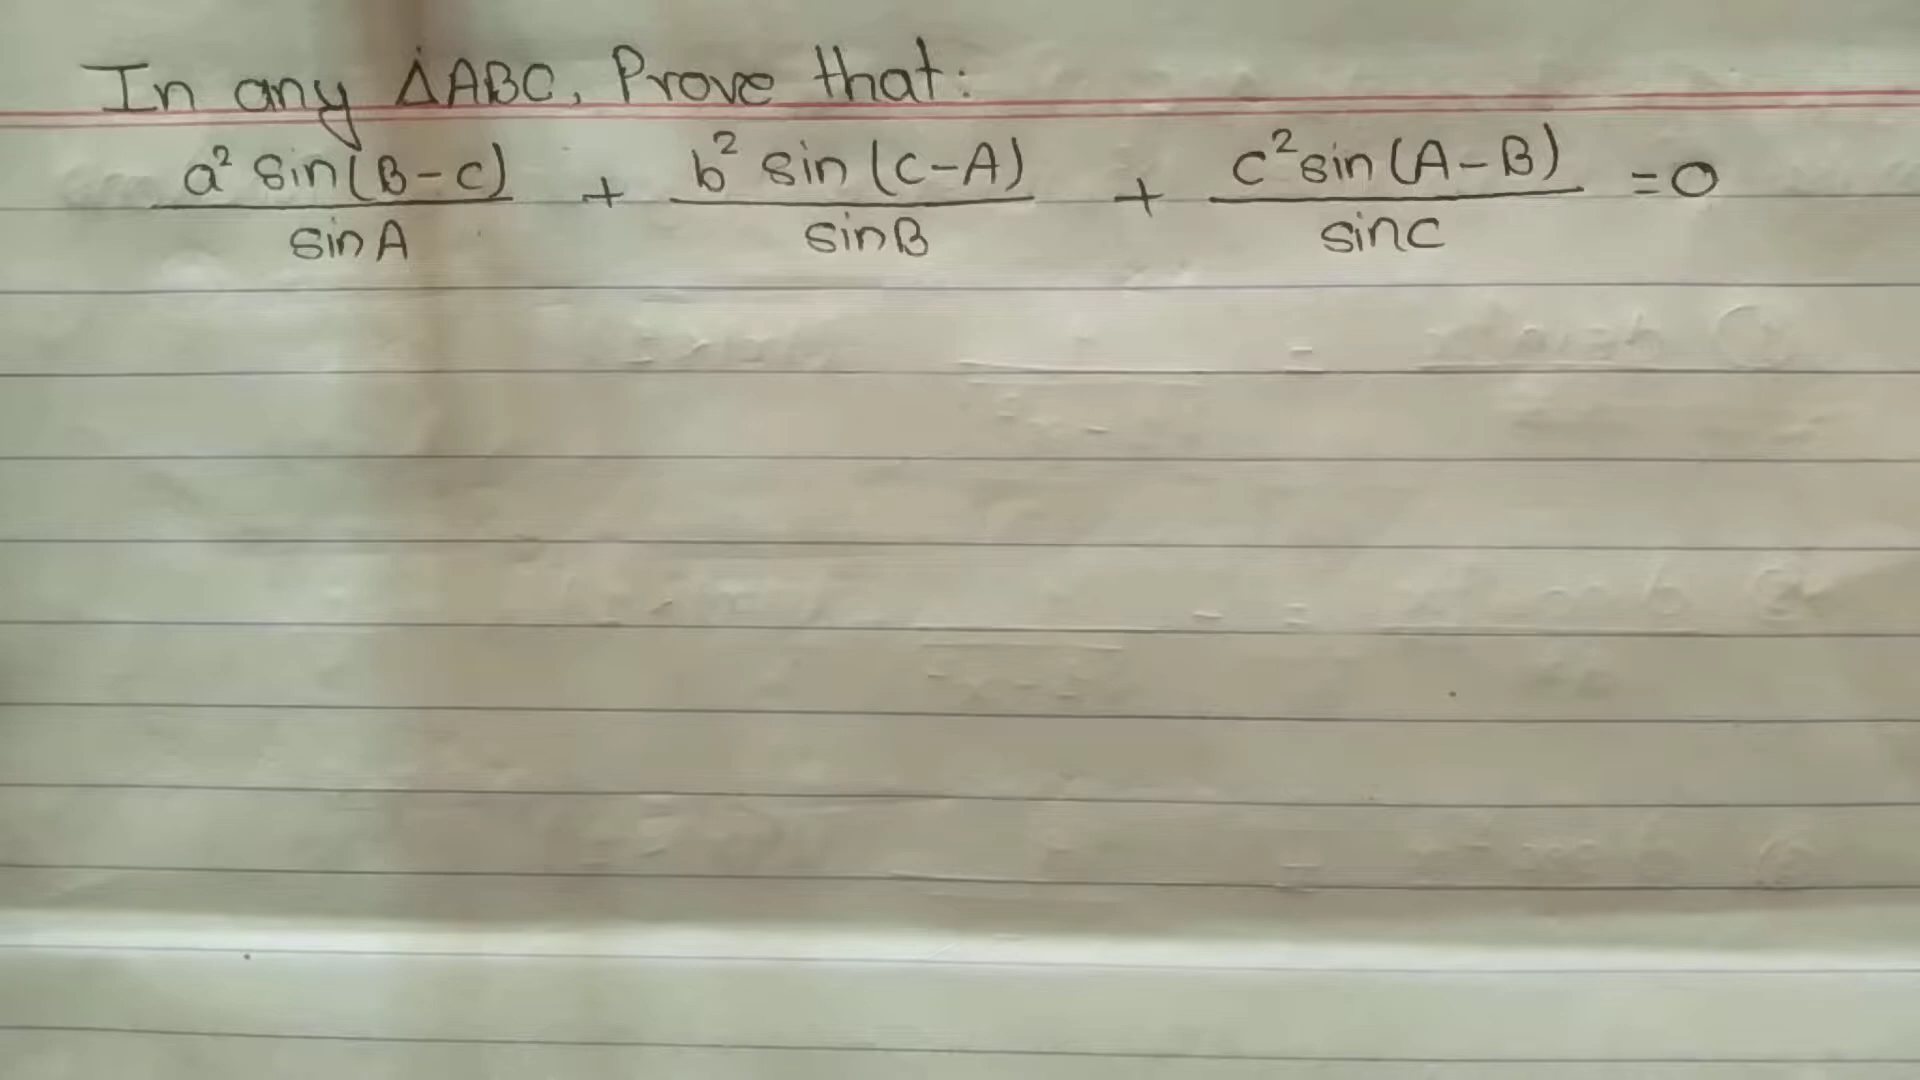 In any ΔABC, Prove that:
a² sin(B-C)/sin A + b² sin (C-A)/sin B + c² sin (A-B)/sin C = 0